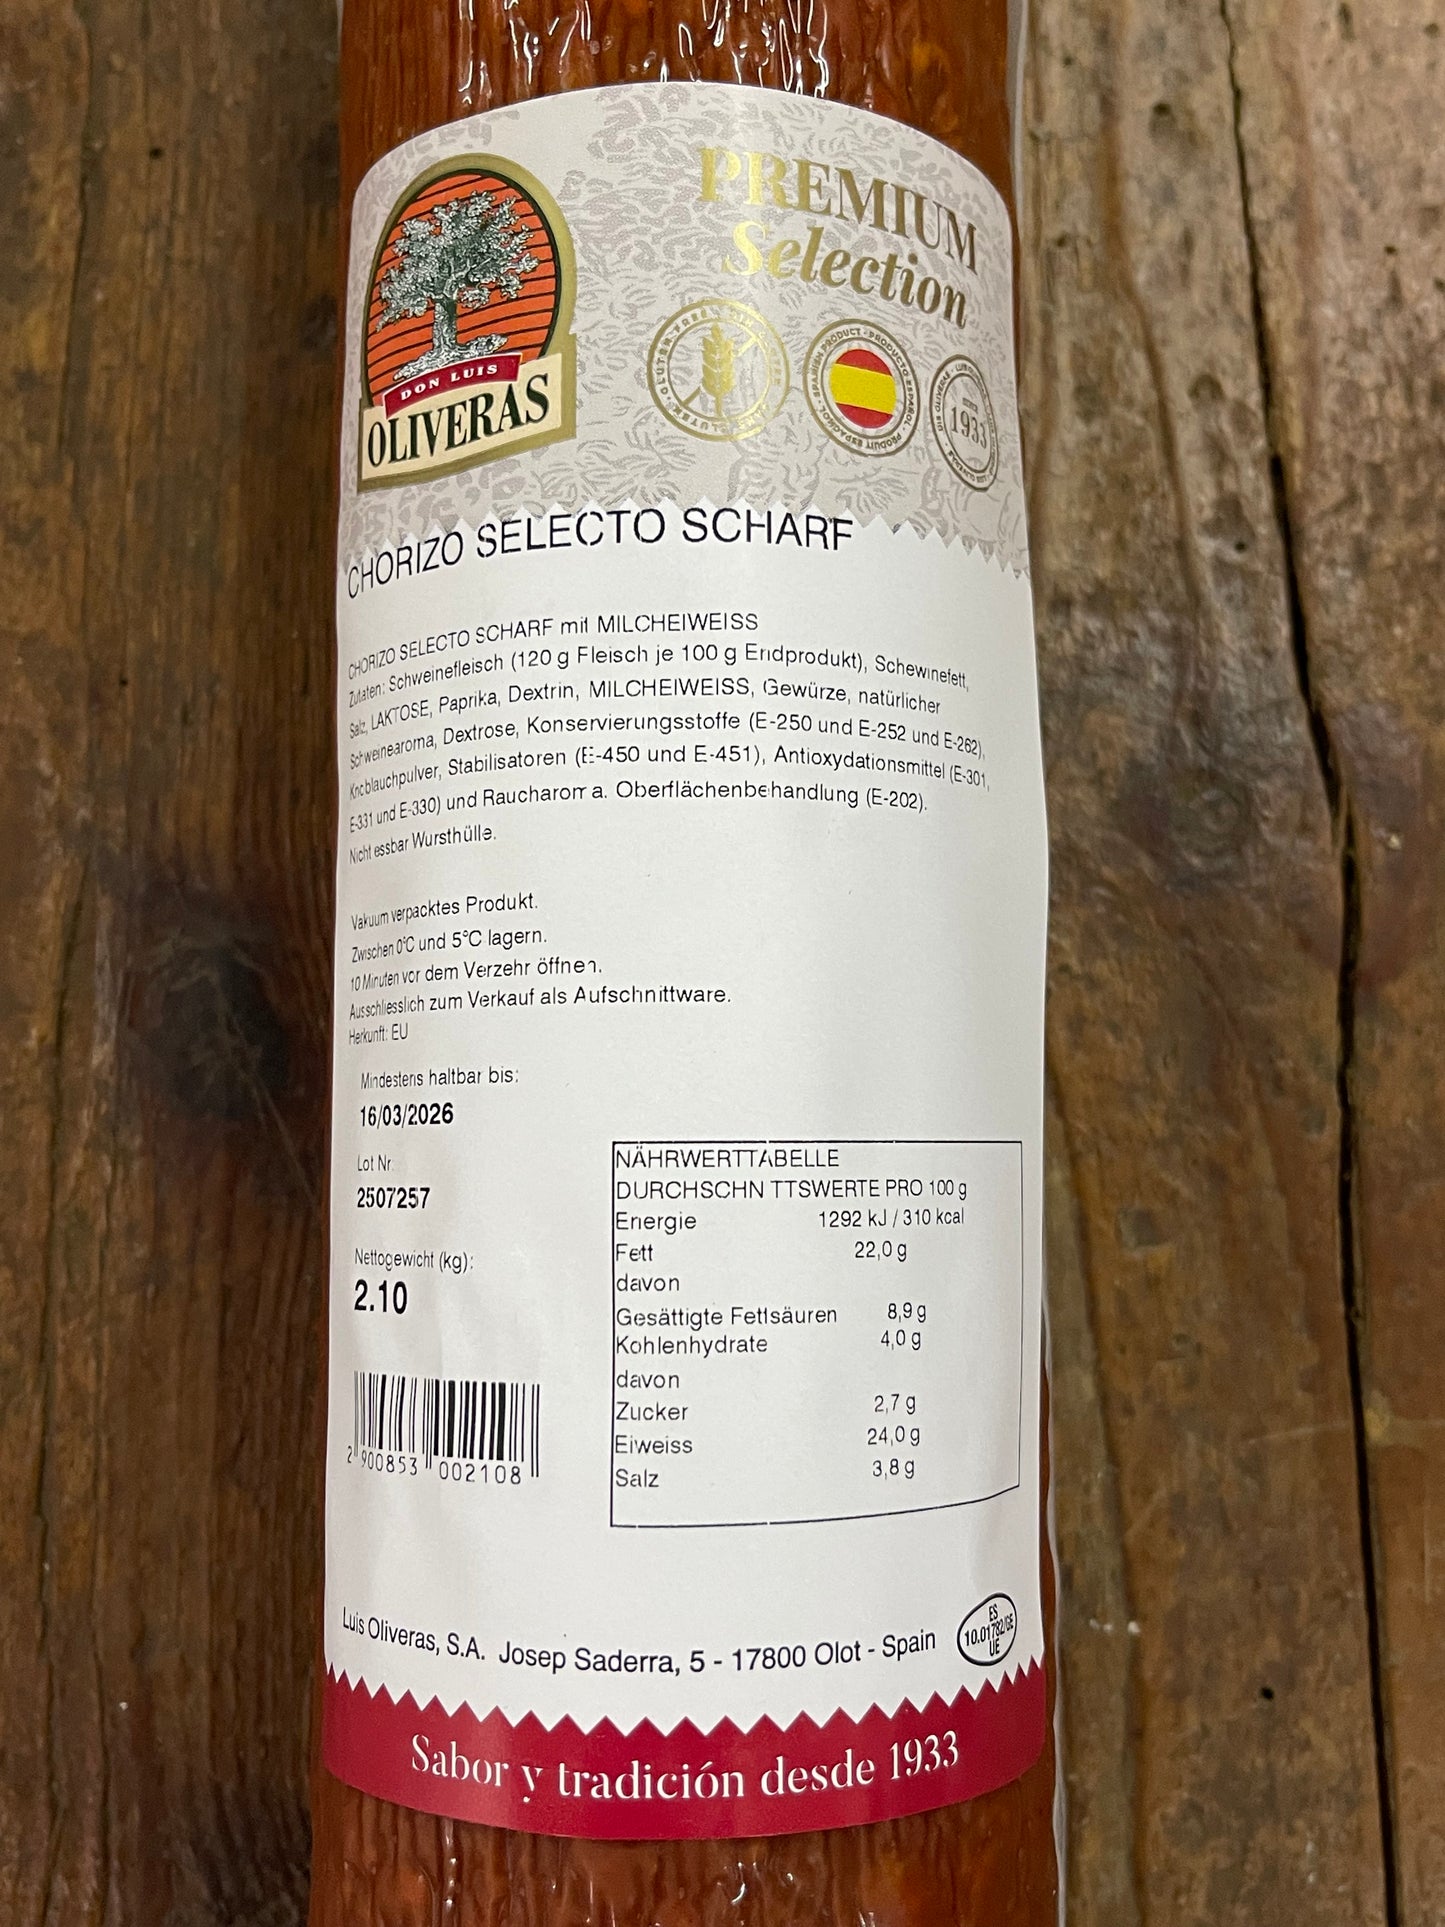 PREMIUM
Selection
DON LUIS
OLIVERAS
SPANISH PRODUCT - PRODUCTO ESPAÑOL - PRODUIT ESPAGNOL
1933
CHORIZO SELECTO SCHARF
CHORIZO SELECTO SCHARF mit MILCHEIWEISS
Zutaten: Schweinefleisch (120 g Fleisch je 100 g Endprodukt), Schewinefett,
Salz, LAKTOSE, Paprika, Dextrin, MILCHEIWEISS, Gewürze, natürlicher
Schweinearoma, Dextrose, Konservierungsstoffe (E-250 und E-252 und E-262),
Knoblauchpulver, Stabilisatoren (E-450 und E-451), Antioxydationsmittel (E-301,
E-331 und E-330) und Raucharoma. Oberflächenbehandlung (E-202).
Nicht essbar Wursthülle.
Vakuum verpacktes Produkt.
Zwischen 0°C und 5°C lagern.
10 Minuten vor dem Verzehr öffnen.
Ausschliesslich zum Verkauf als Aufschnittware.
Herkunft: EU
Mindestens haltbar bis:
16/03/2026
Lot Nr.
2507257
Nettogewicht (kg):
2.10
2 900853 002108
NÄHRWERTTABELLE
DURCHSCHNITTSWERTE PRO 100 g
Energie 1292 kJ / 310 kcal
Fett 22,0 g
davon
Gesättigte Fettsäuren 8,9 g
Kohlenhydrate 4,0 g
davon
Zucker 2,7 g
Eiweiss 24,0 g
Salz 3,8 g
Luis Oliveras, S.A. Josep Saderra, 5 - 17800 Olot - Spain
ES
10.01782/GE
UE
Sabor y tradición desde 1933